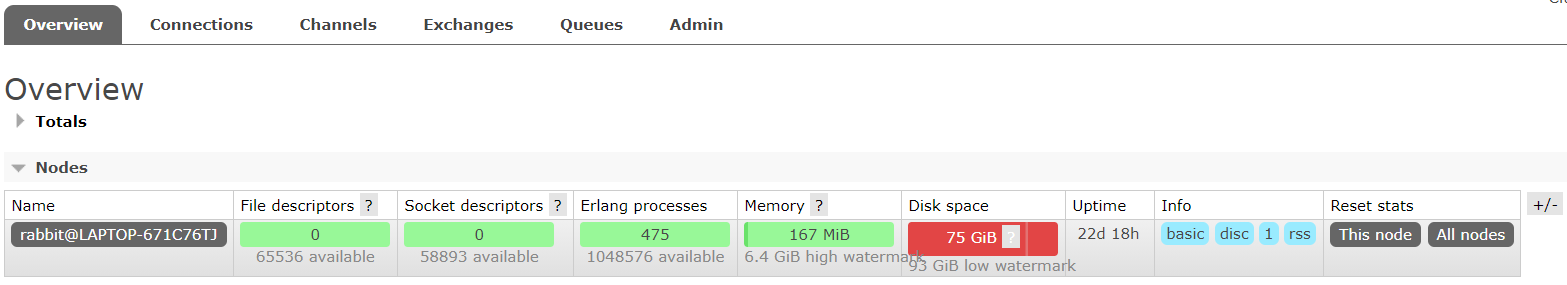 Overview Connections Channels Exchanges Queues Admin
Overview
Totals
Nodes
Name File descriptors ? Socket descriptors ? Erlang processes Memory ? Disk space Uptime Info Reset stats +/-
rabbit@LAPTOP-671C76TJ 0 0 475 167 MiB 75 GiB ? 22d 18h basic disc 1 rss This node All nodes
65536 available 58893 available 1048576 available 6.4 GiB high watermark 93 GiB low watermark